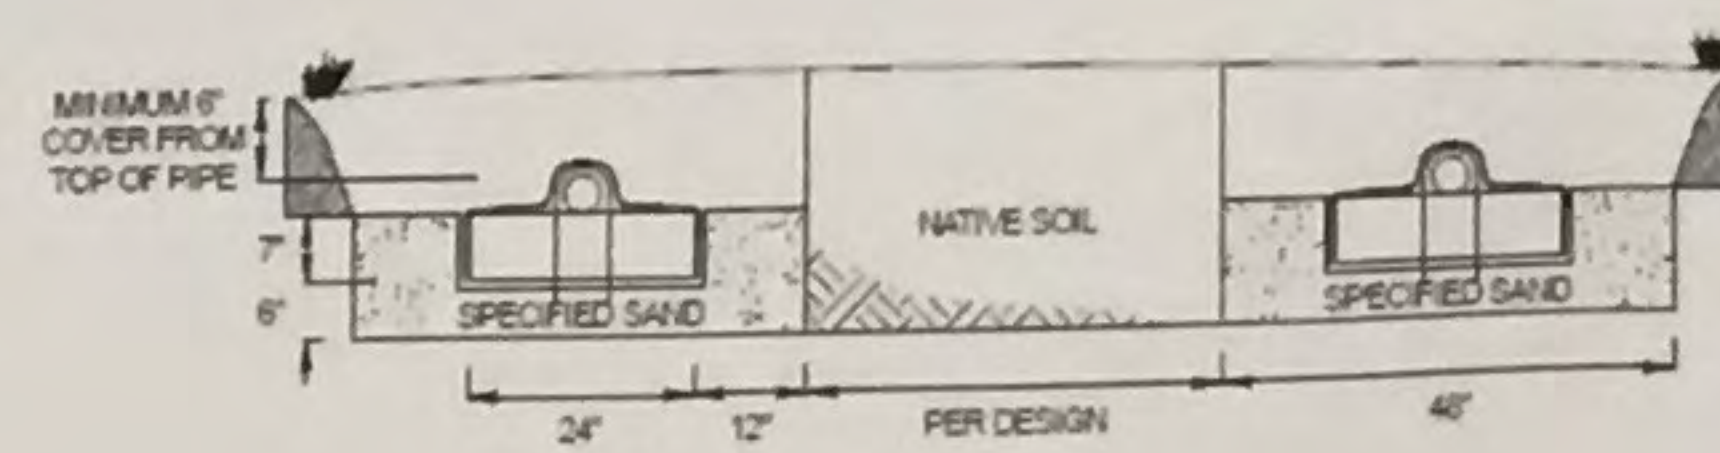 MINIMUM 6"
COVER FROM
TOP OF PIPE
NATIVE SOIL
7"
6"
SPECIFIED SAND
SPECIFIED SAND
24"
12"
PER DESIGN
48"